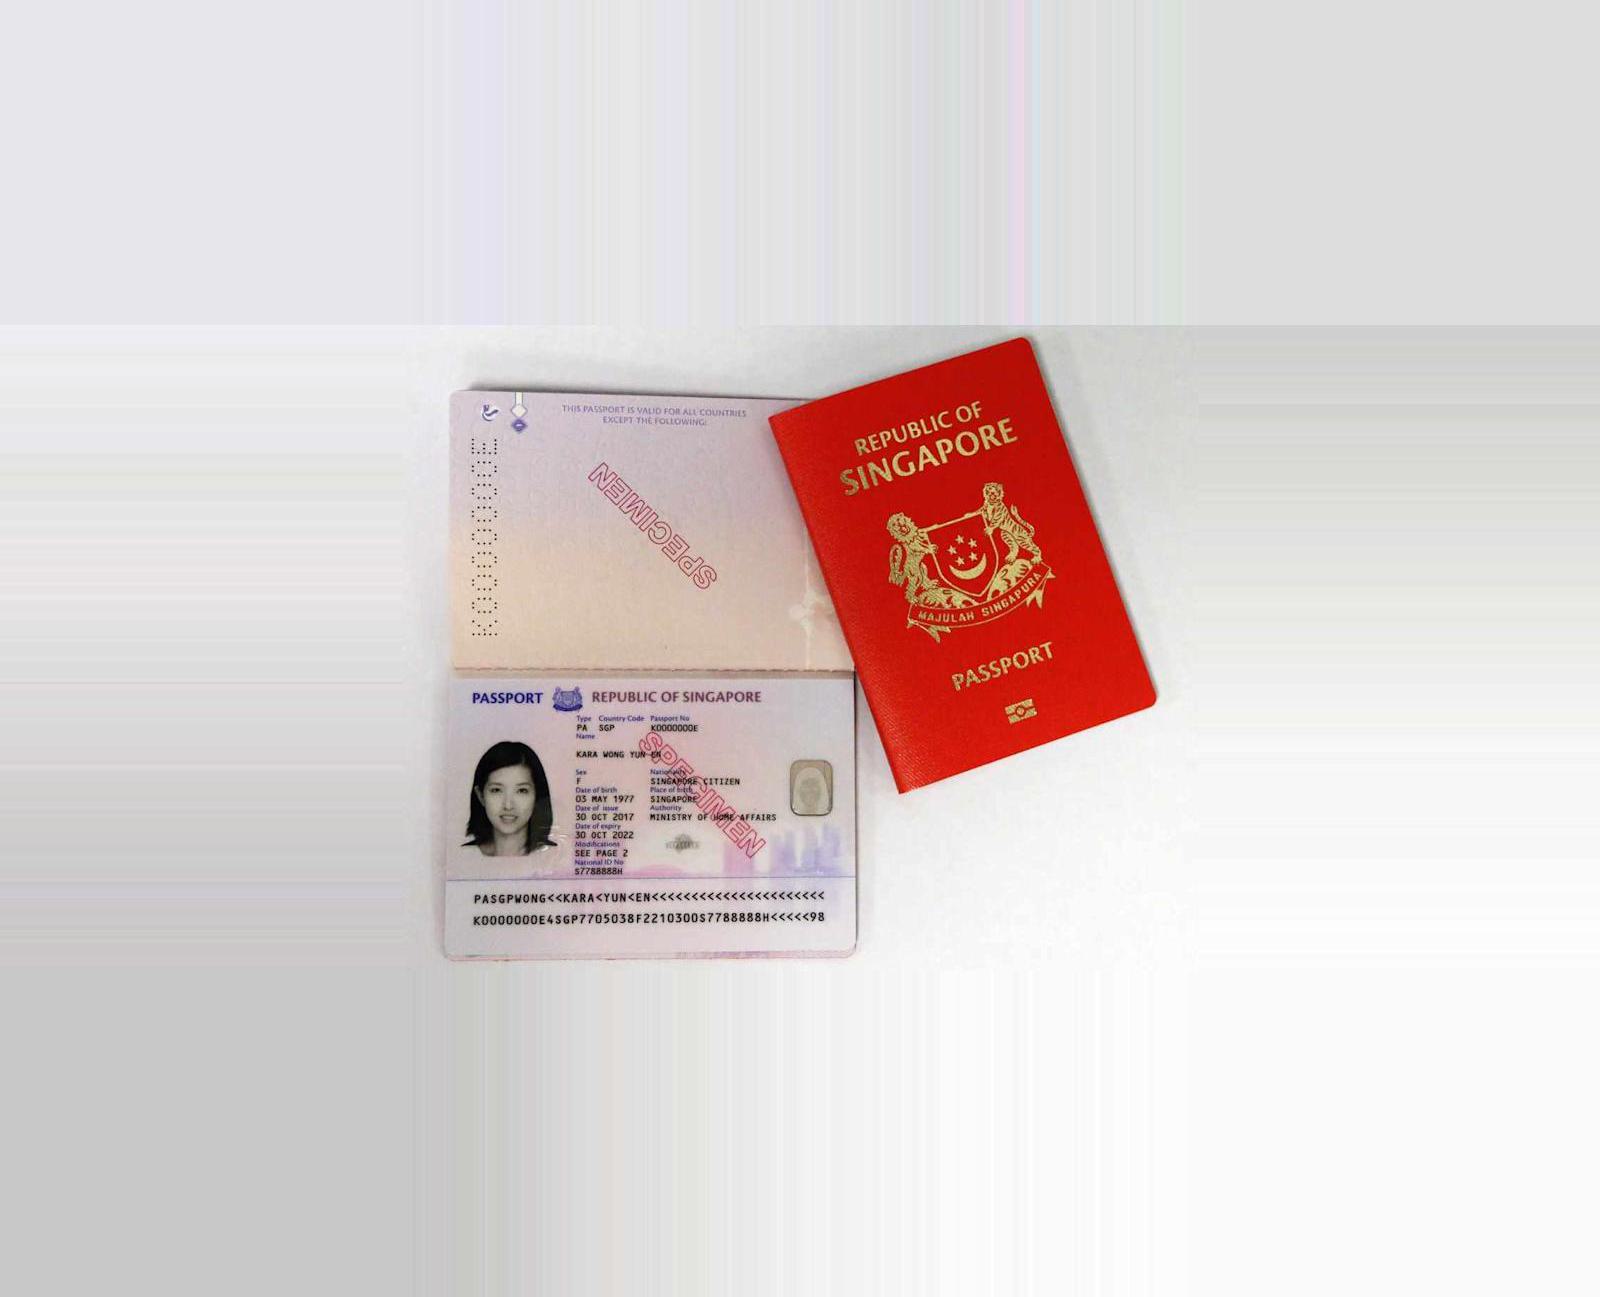 THIS PASSPORT IS VALID FOR ALL COUNTRIES
EXCEPT THE FOLLOWING:
K0000000E
SPECIMEN
PASSPORT REPUBLIC OF SINGAPORE
Type Country Code Passport No
PA SGP K0000000E
Name
KARA WONG YUN EN
Sex Nationality
F SINGAPORE CITIZEN
Date of birth Place of birth
03 MAY 1977 SINGAPORE
Date of issue Authority
30 OCT 2017 MINISTRY OF HOME AFFAIRS
Date of expiry
30 OCT 2022
Modifications
SEE PAGE 2
National ID No
S7788888H
SPECIMEN
PASGPWONG<<KARA<YUN<EN<<<<<<<<<<<<<<<<<<<<<<
K0000000E4SGP7705038F2210300S7788888H<<<<<98
REPUBLIC OF
SINGAPORE
MAJULAH SINGAPURA
PASSPORT